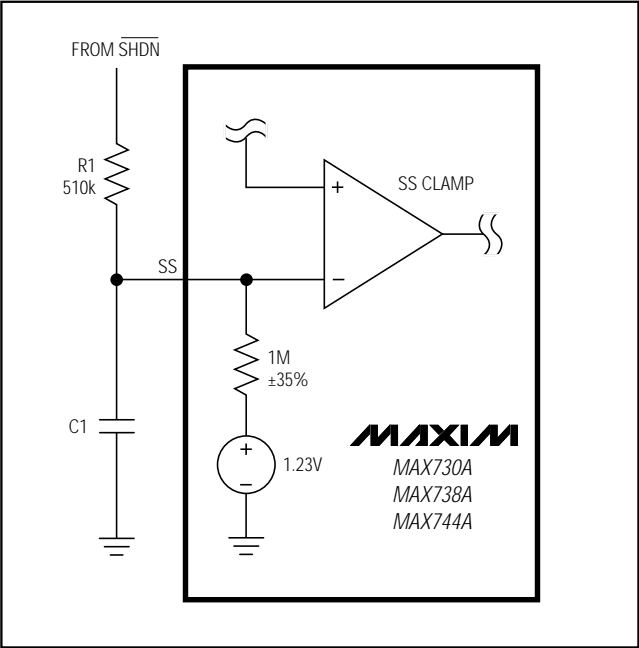 FROM SHDN
R1
510k
SS
+
SS CLAMP
−
1M
±35%
C1
+
−
1.23V
MAXIM
MAX730A
MAX738A
MAX744A